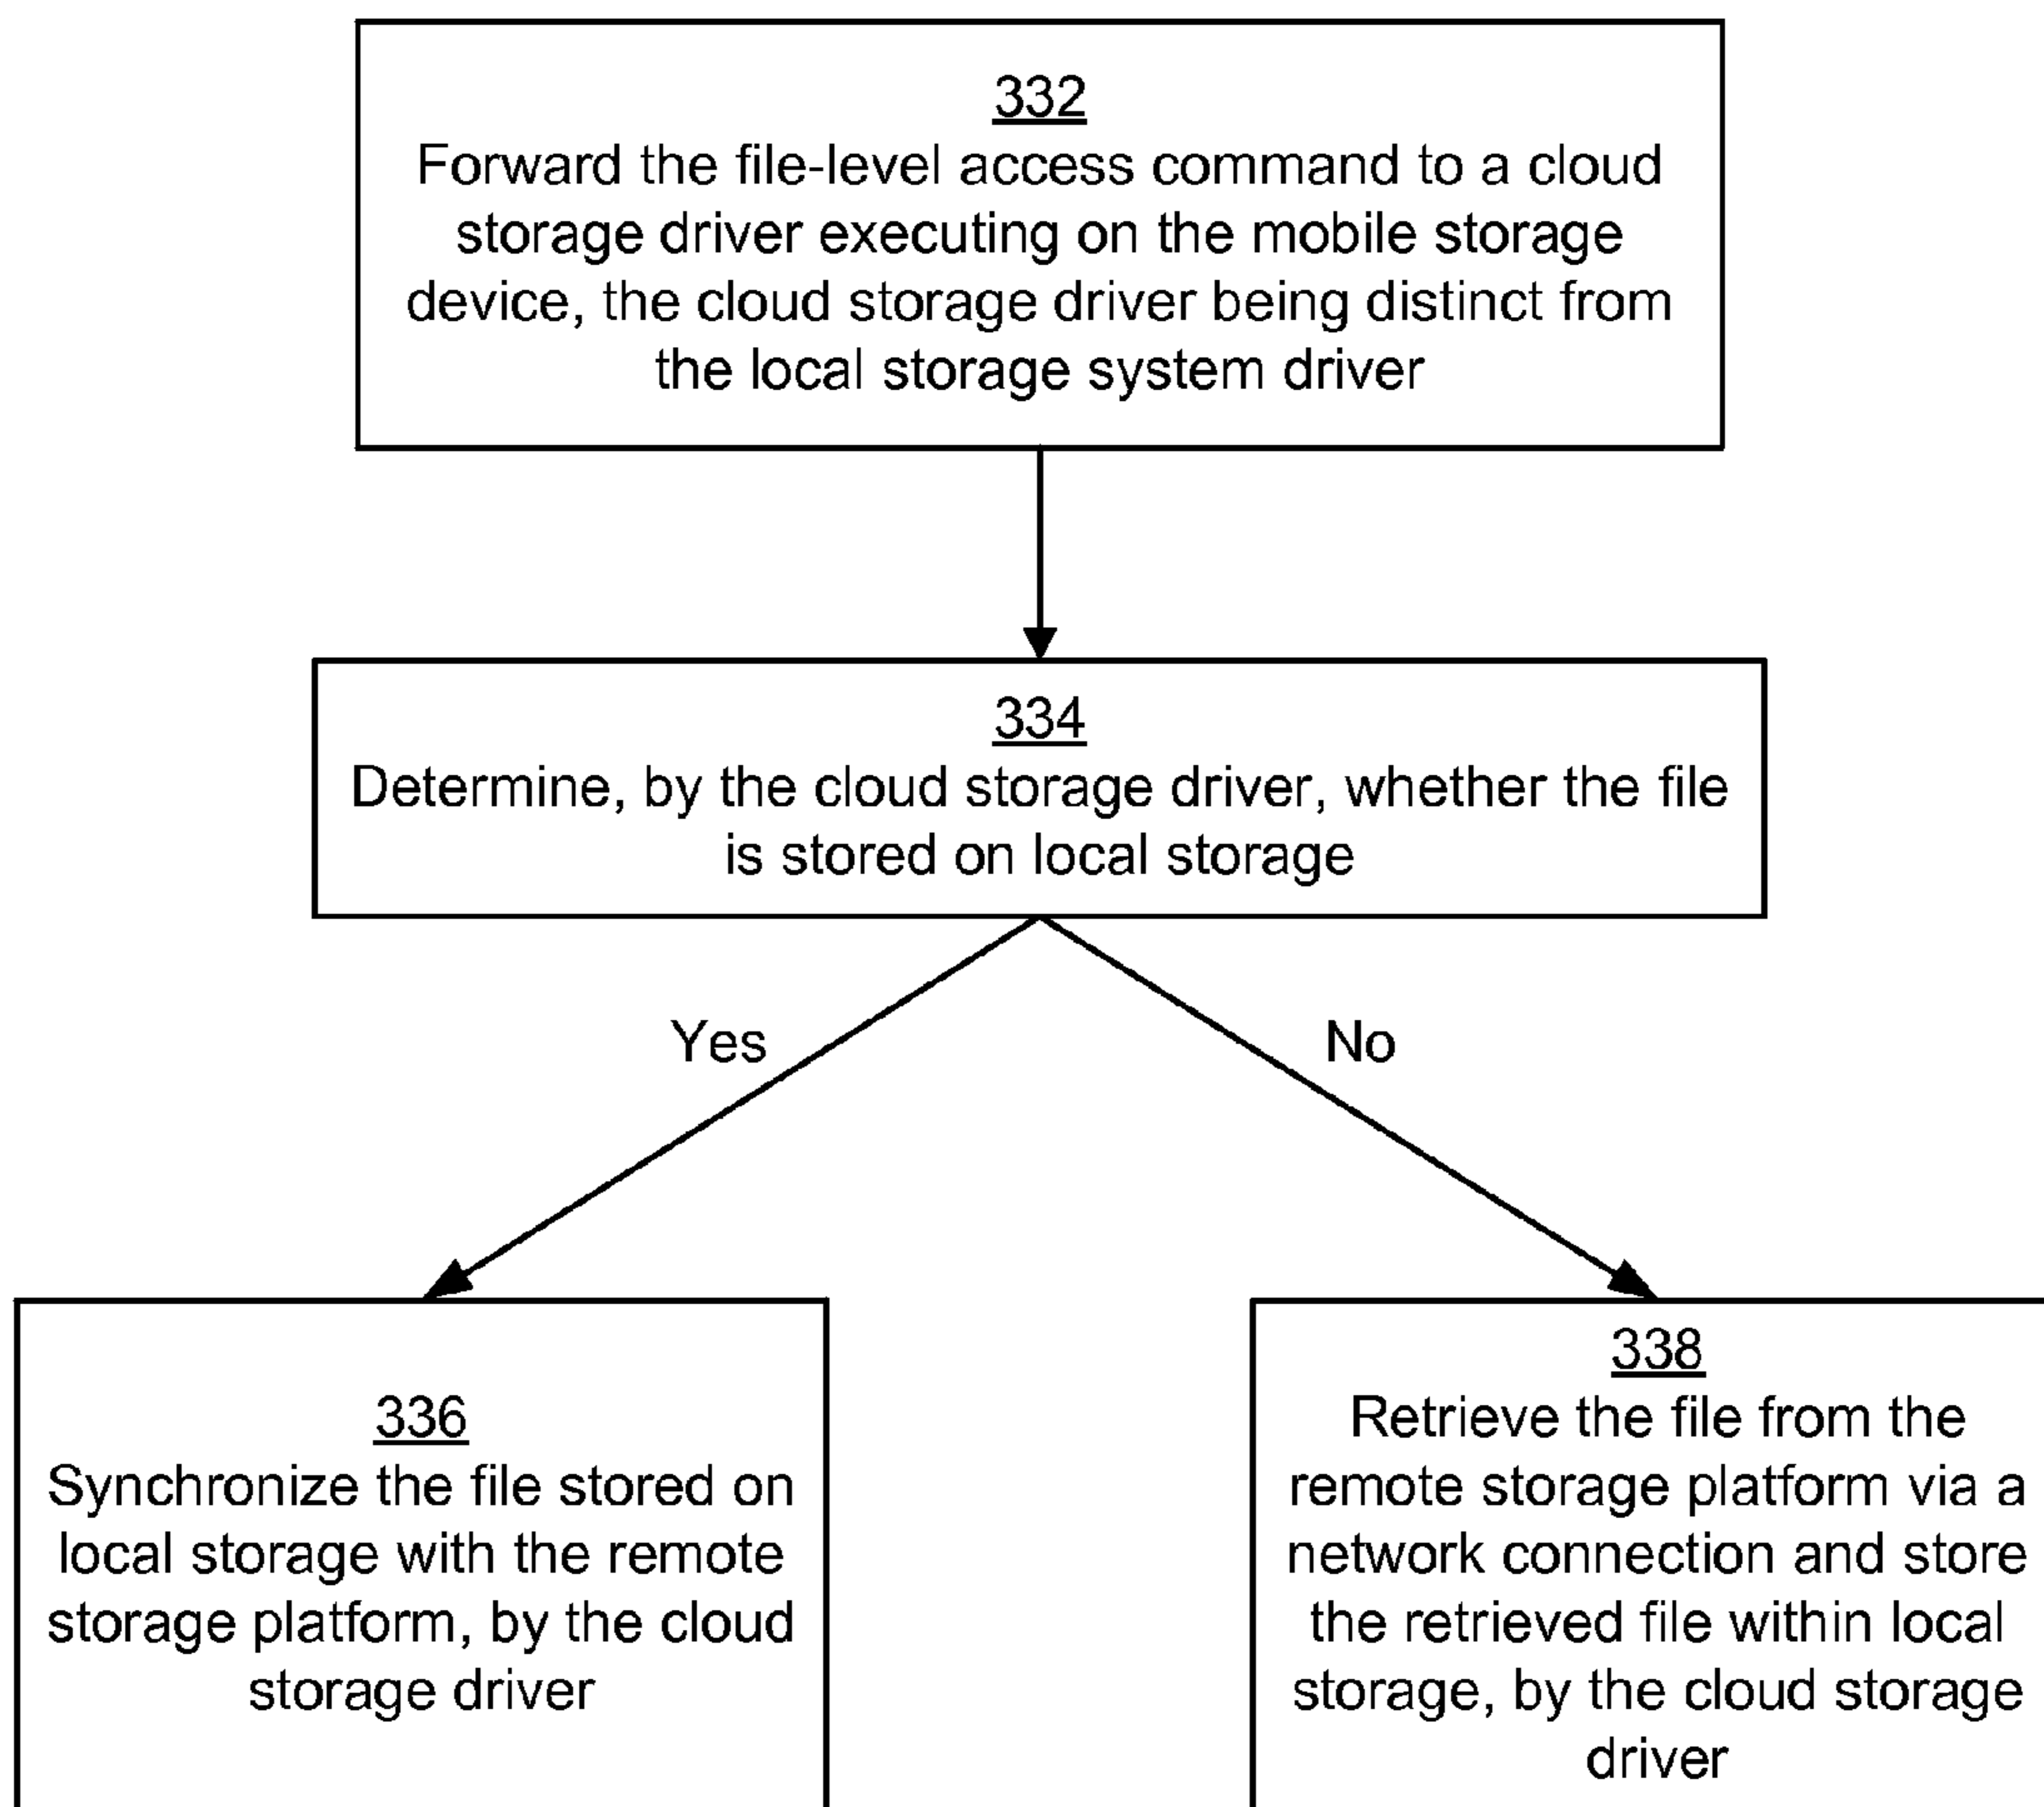 332
Forward the file-level access command to a cloud
storage driver executing on the mobile storage
device, the cloud storage driver being distinct from
the local storage system driver
334
Determine, by the cloud storage driver, whether the file
is stored on local storage
Yes
No
336
Synchronize the file stored on
local storage with the remote
storage platform, by the cloud
storage driver
338
Retrieve the file from the
remote storage platform via a
network connection and store
the retrieved file within local
storage, by the cloud storage
driver